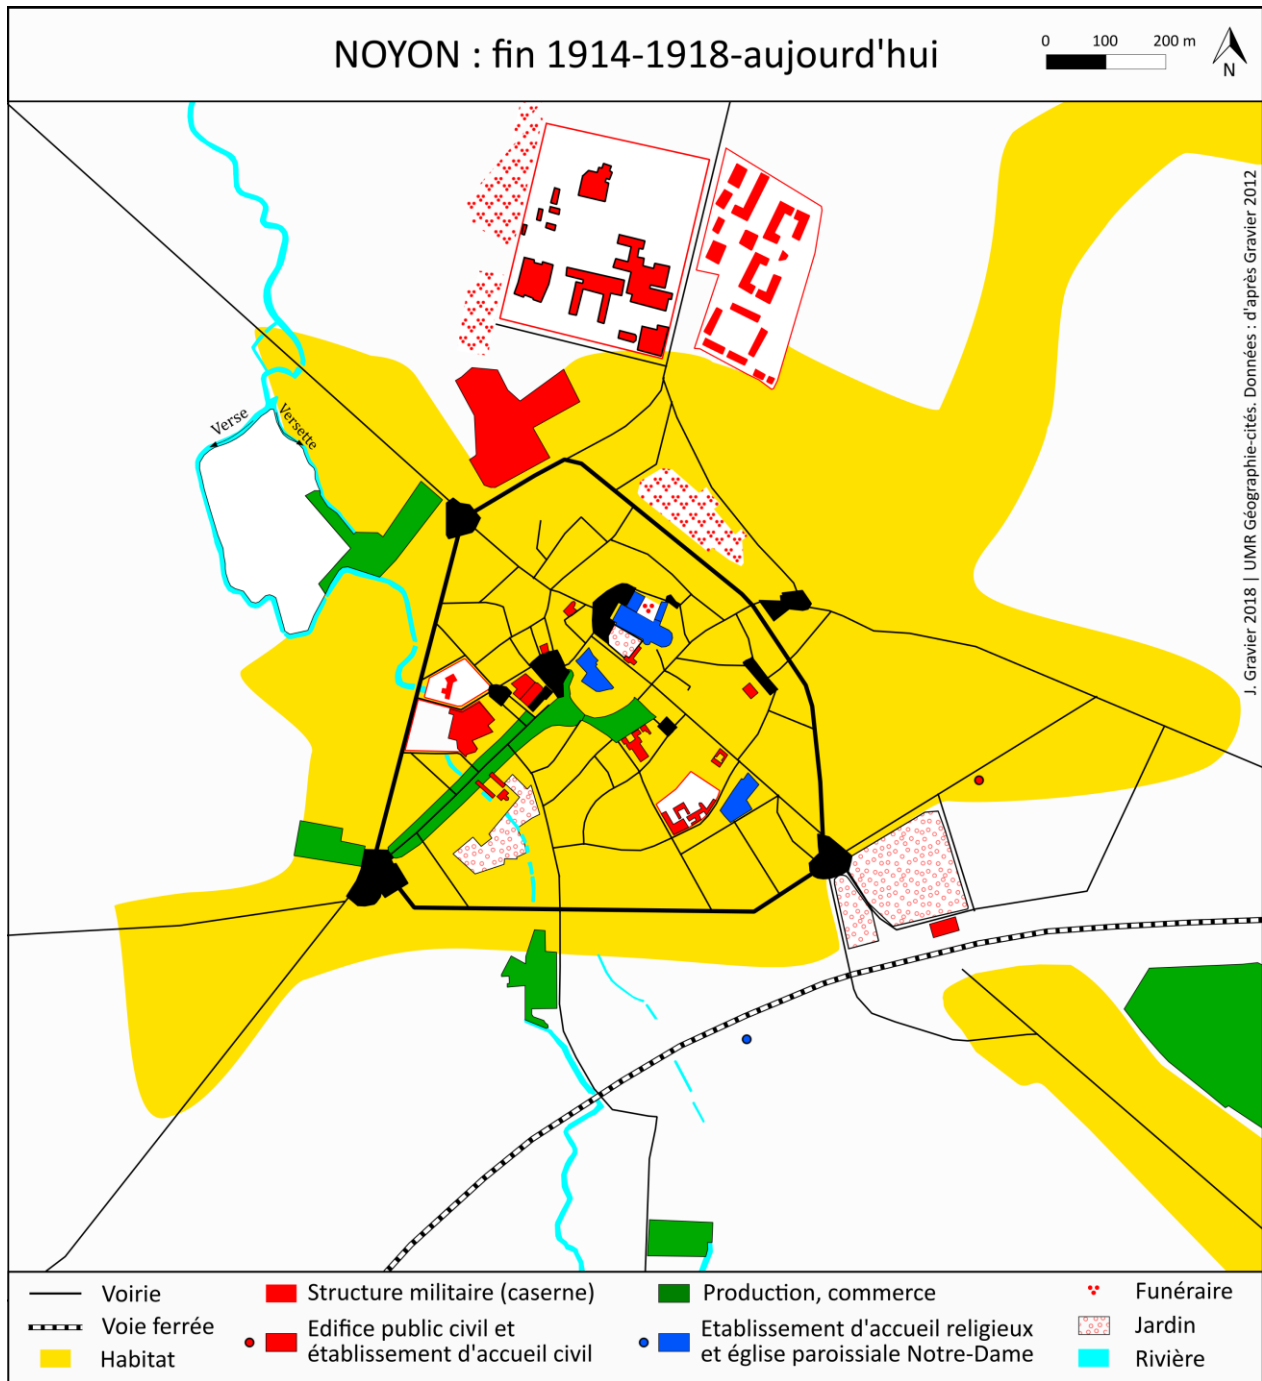 NOYON : fin 1914-1918-aujourd'hui
0 100 200 m
N
J. Gravier 2018 | UMR Géographie-cités. Données : d'après Gravier 2012
Verse
Versette
Voirie
Voie ferrée
Habitat
Structure militaire (caserne)
Edifice public civil et
établissement d'accueil civil
Production, commerce
Etablissement d'accueil religieux
et église paroissiale Notre-Dame
Funéraire
Jardin
Rivière